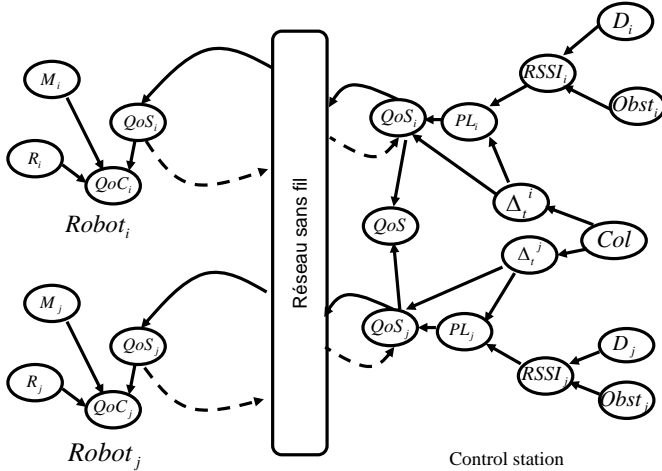 D_i
M_i
RSSI_i
QoS_i
QoS_i
PL_i
Obst_i
R_i
QoC_i
Δ_t^i
Robot_i
QoS
Col
Réseau sans fil
Δ_t^j
M_j
QoS_j
PL_j
D_j
QoS_j
RSSI_j
R_j
QoC_j
Obst_j
Robot_j
Control station